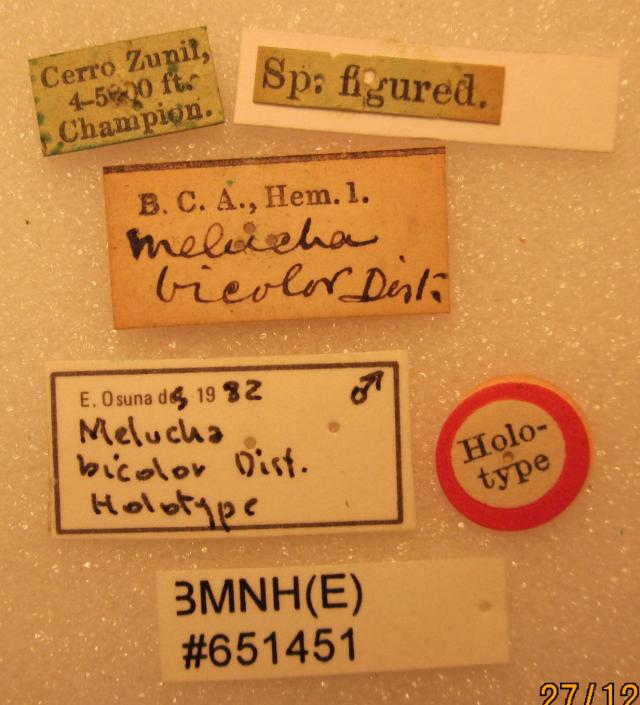 Cerro Zunil,
4-5000 ft.
Champion.
Sp: figured.
B. C. A., Hem. 1.
Melucha
bicolor Dist.
E. Osuna des 1982 ♂
Melucha
bicolor Dist.
Holotype
Holo-
type
BMNH(E)
#651451
27/12